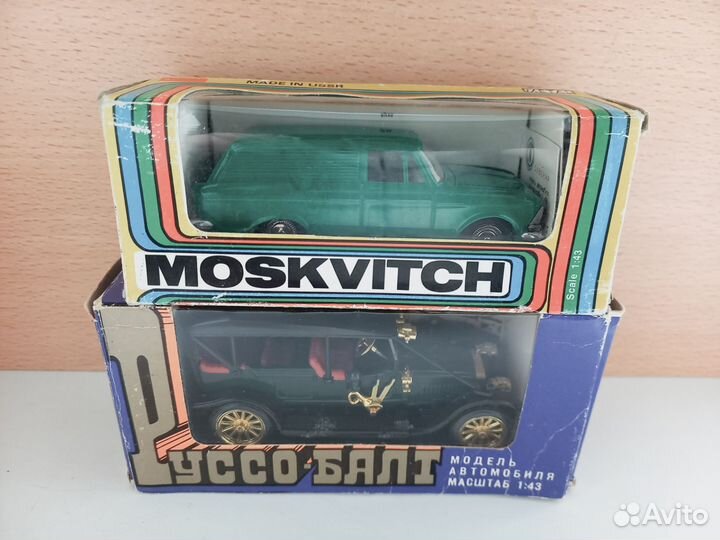 MADE IN USSR
MOSKVITCH
Scale 1:43
РУССО-БАЛТ
МОДЕЛЬ
АВТОМОБИЛЯ
МАСШТАБ 1:43
Avito